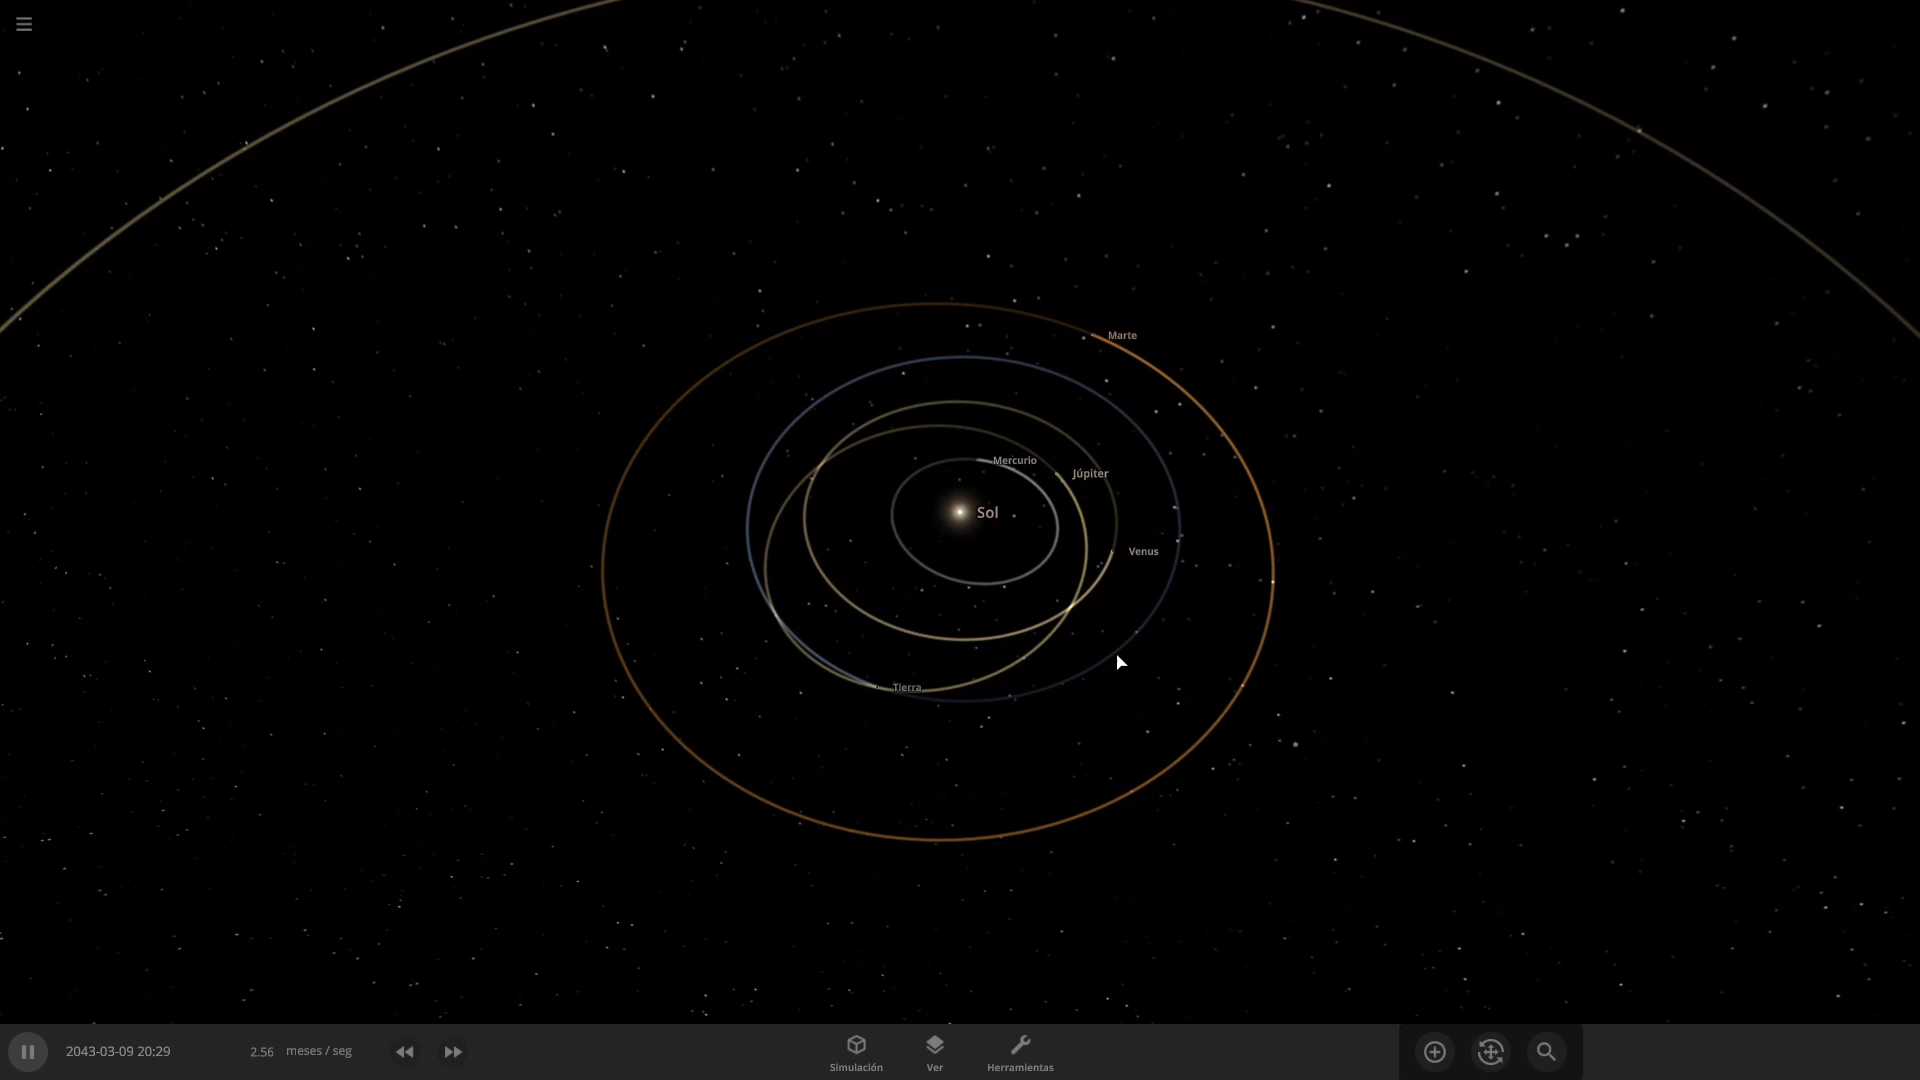 Marte
Mercurio
Júpiter
Sol
Venus
Tierra
2043-03-09 20:29
2.56 meses / seg
Simulación
Ver
Herramientas